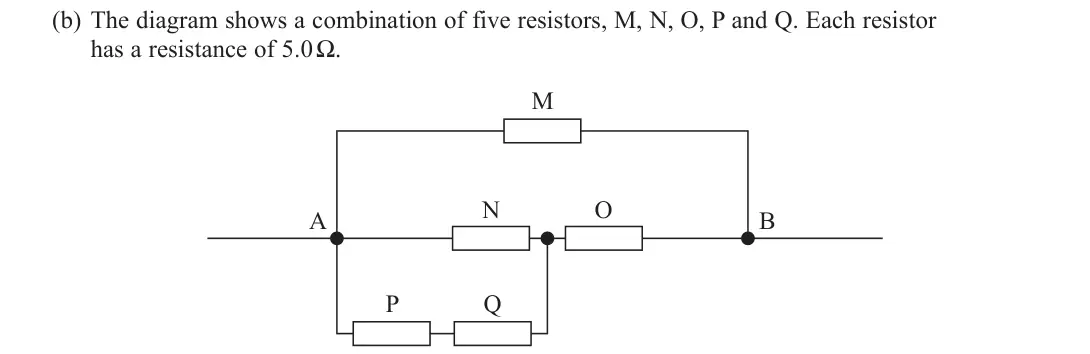 (b) The diagram shows a combination of five resistors, M, N, O, P and Q. Each resistor
has a resistance of 5.0 Ω.
M
N
O
A
B
P
Q